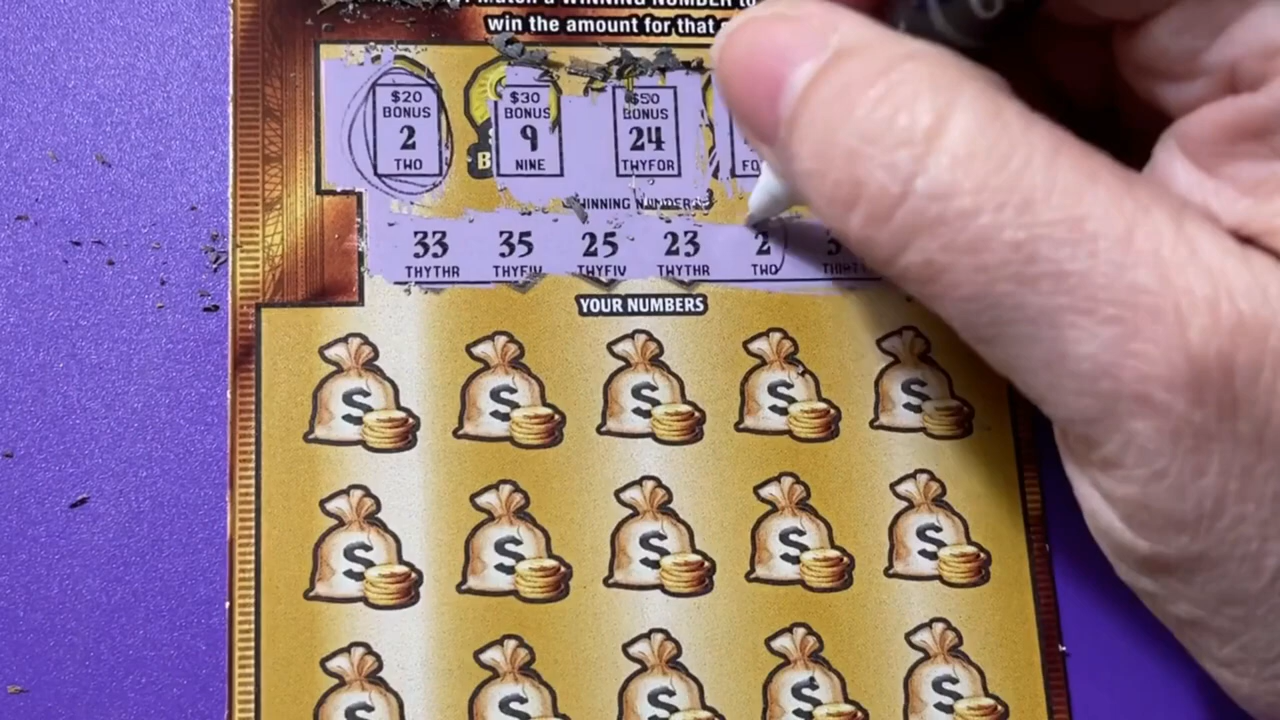 win the amount for that
$20 $30 $50
BONUS BONUS BONUS
2 9 24
TWO NINE TWYFOR
WINNING NUMBERS
33 35 25 23 2
THYTHR THYFIV TWYFIV TWYTHR TWO
YOUR NUMBERS
$ $ $ $ $
$ $ $ $ $
$ $ $ $ $